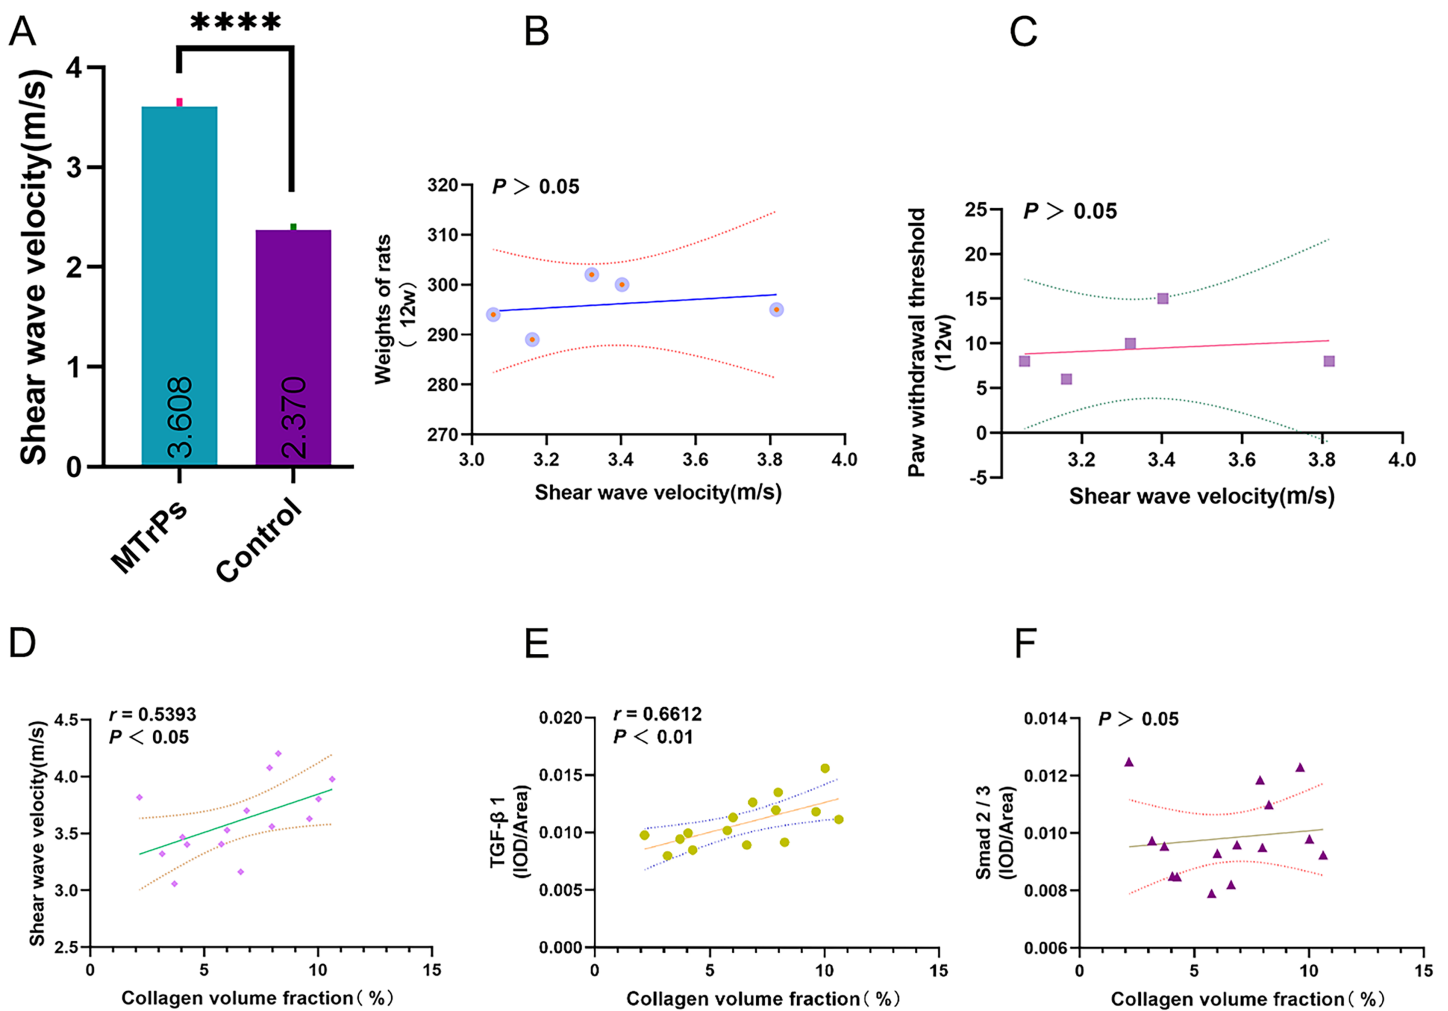 A
****
Shear wave velocity(m/s)
4
3
2
1
0
3.608
2.370
MTrPs
Control
B
P > 0.05
Weights of rats
( 12w)
320
310
300
290
280
270
3.0
3.2
3.4
3.6
3.8
4.0
Shear wave velocity(m/s)
C
P > 0.05
Paw withdrawal threshold
(12w)
25
20
15
10
5
0
-5
3.2
3.4
3.6
3.8
4.0
Shear wave velocity(m/s)
D
r = 0.5393
P < 0.05
Shear wave velocity(m/s)
4.5
4.0
3.5
3.0
2.5
0
5
10
15
Collagen volume fraction( %)
E
r = 0.6612
P < 0.01
TGF-β 1
(IOD/Area)
0.020
0.015
0.010
0.005
0.000
0
5
10
15
Collagen volume fraction( %)
F
P > 0.05
Smad 2 / 3
(IOD/Area)
0.014
0.012
0.010
0.008
0.006
0
5
10
15
Collagen volume fraction( %)